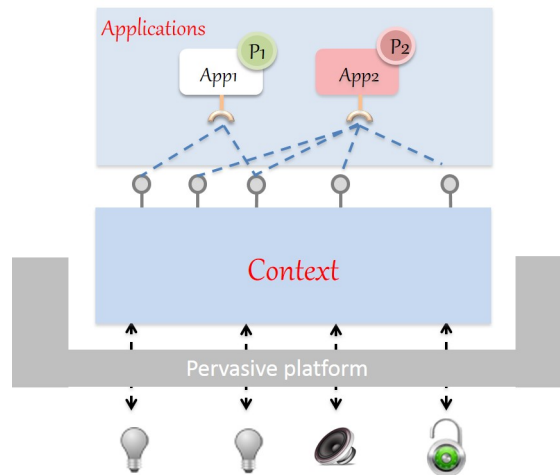 Applications
P1
P2
App1
App2
Context
Pervasive platform